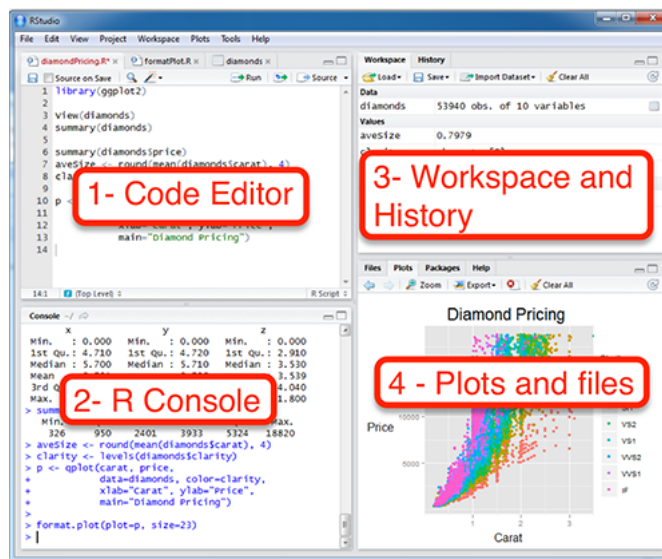 RStudio
File Edit View Project Workspace Plots Tools Help
diamondPricing.R* formatPlot.R diamonds
Source on Save Run Source
1 library(ggplot2)
2
3 view(diamonds)
4 summary(diamonds)
5
6 summary(diamonds$price)
7 aveSize <- round(mean(diamonds$carat), 4)
8
9
10 p <
11
12 xlab="Carat", ylab="Price",
13 main="Diamond Pricing")
14
1- Code Editor
14:1 (Top Level) R Script
Console ~/
x y z
Min. : 0.000 Min. : 0.000 Min. : 0.000
1st Qu.: 4.710 1st Qu.: 4.720 1st Qu.: 2.910
Median : 5.700 Median : 5.710 Median : 3.530
Mean 3.539
3rd Q 4.040
Max. 1.800
2- R Console
> summ
Min. Max.
326 950 2401 3933 5324 18820
> aveSize <- round(mean(diamonds$carat), 4)
> clarity <- levels(diamonds$clarity)
> p <- qplot(carat, price,
+ data=diamonds, color=clarity,
+ xlab="Carat", ylab="Price",
+ main="Diamond Pricing")
>
> format.plot(plot=p, size=23)
>
Workspace History
Load Save Import Dataset Clear All
Data
diamonds 53940 obs. of 10 variables
Values
aveSize 0.7979
3- Workspace and
History
Files Plots Packages Help
Zoom Export Clear All
Diamond Pricing
4 - Plots and files
Price
10000
5000
VS2
VS1
VVS2
VVS1
IF
1 2 3
Carat